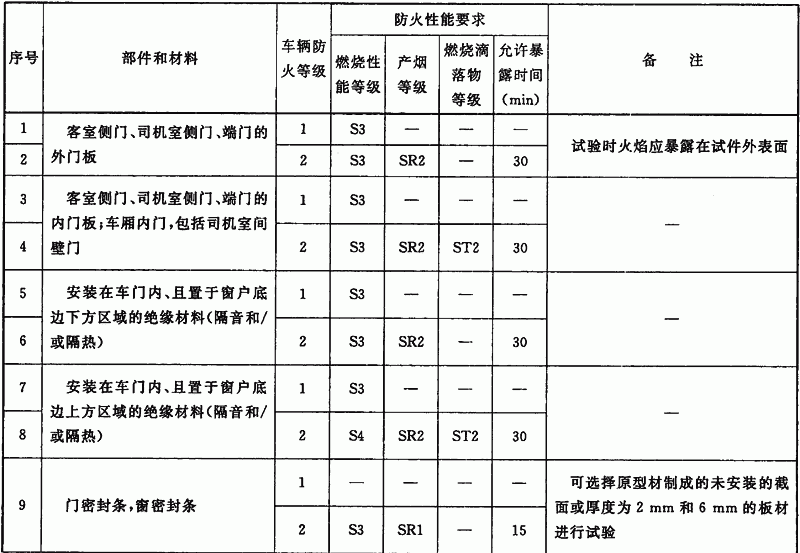 序号 部件和材料 车辆防火等级 防火性能要求 备 注
燃烧性能等级 产烟等级 燃烧滴落物等级 允许暴露时间(min)
1 客室侧门、司机室侧门、端门的 1 S3 — — —
2 外门板 2 S3 SR2 — 30 试验时火焰应暴露在试件外表面
3 客室侧门、司机室侧门、端门的 1 S3 — — —
内门板;车厢内门,包括司机室间 —
4 壁门 2 S3 SR2 ST2 30
5 安装在车门内、且置于窗户底 1 S3 — — —
边下方区域的绝缘材料(隔音和/ —
6 或隔热) 2 S3 SR2 — 30
7 安装在车门内、且置于窗户底 1 S3 — — —
边上方区域的绝缘材料(隔音和/ —
8 或隔热) 2 S4 SR2 ST2 30
9 门密封条,窗密封条 1 — — — — 可选择原型材制成的未安装的截
面或厚度为 2 mm 和 6 mm 的板材
2 S3 SR1 — 15 进行试验